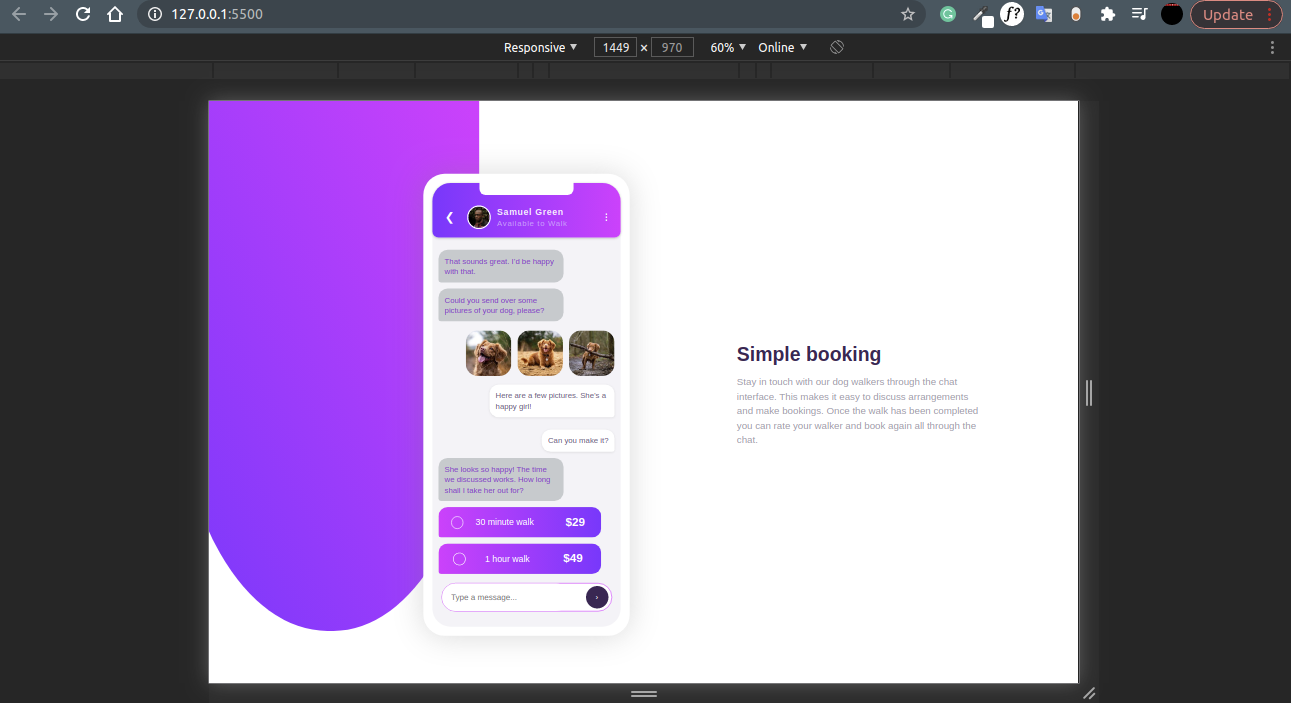 127.0.0.1:5500
Update
Responsive 1449 × 970 60% Online
Samuel Green
Available to Walk
That sounds great. I'd be happy
with that.
Could you send over some
pictures of your dog, please?
Here are a few pictures. She's a
happy girl!
Can you make it?
She looks so happy! The time
we discussed works. How long
shall I take her out for?
30 minute walk $29
1 hour walk $49
Type a message...
Simple booking
Stay in touch with our dog walkers through the chat
interface. This makes it easy to discuss arrangements
and make bookings. Once the walk has been completed
you can rate your walker and book again all through the
chat.